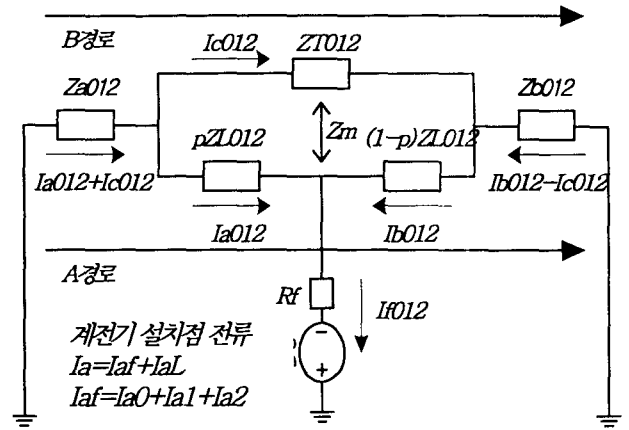 B경로
Ic012
ZT012
Za012
Zb012
pZL012
Zm
(1-p)ZL012
Ia012+Ic012
Ib012-Ic012
Ia012
Ib012
A경로
Rf
If012
계전기 설치점 전류
Ia=Iaf+IaL
Iaf=Ia0+Ia1+Ia2